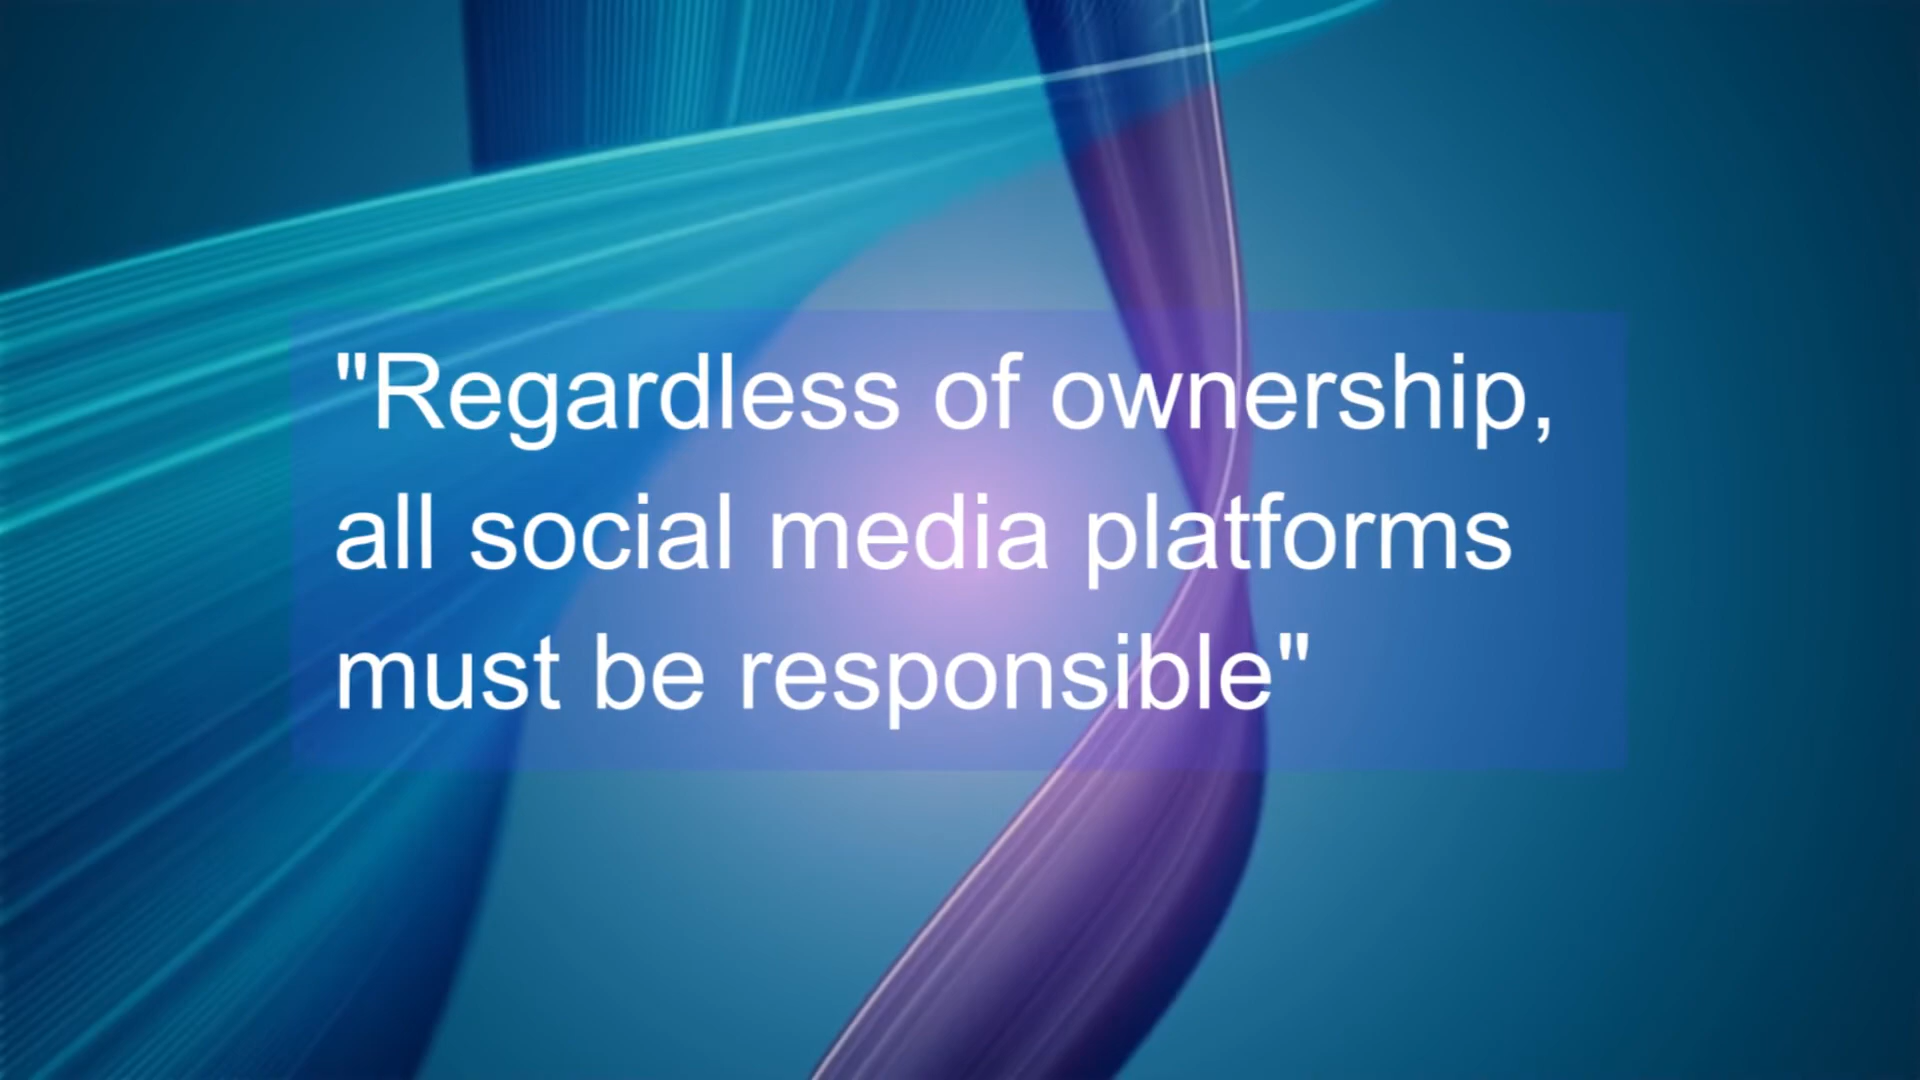 "Regardless of ownership,
all social media platforms
must be responsible"